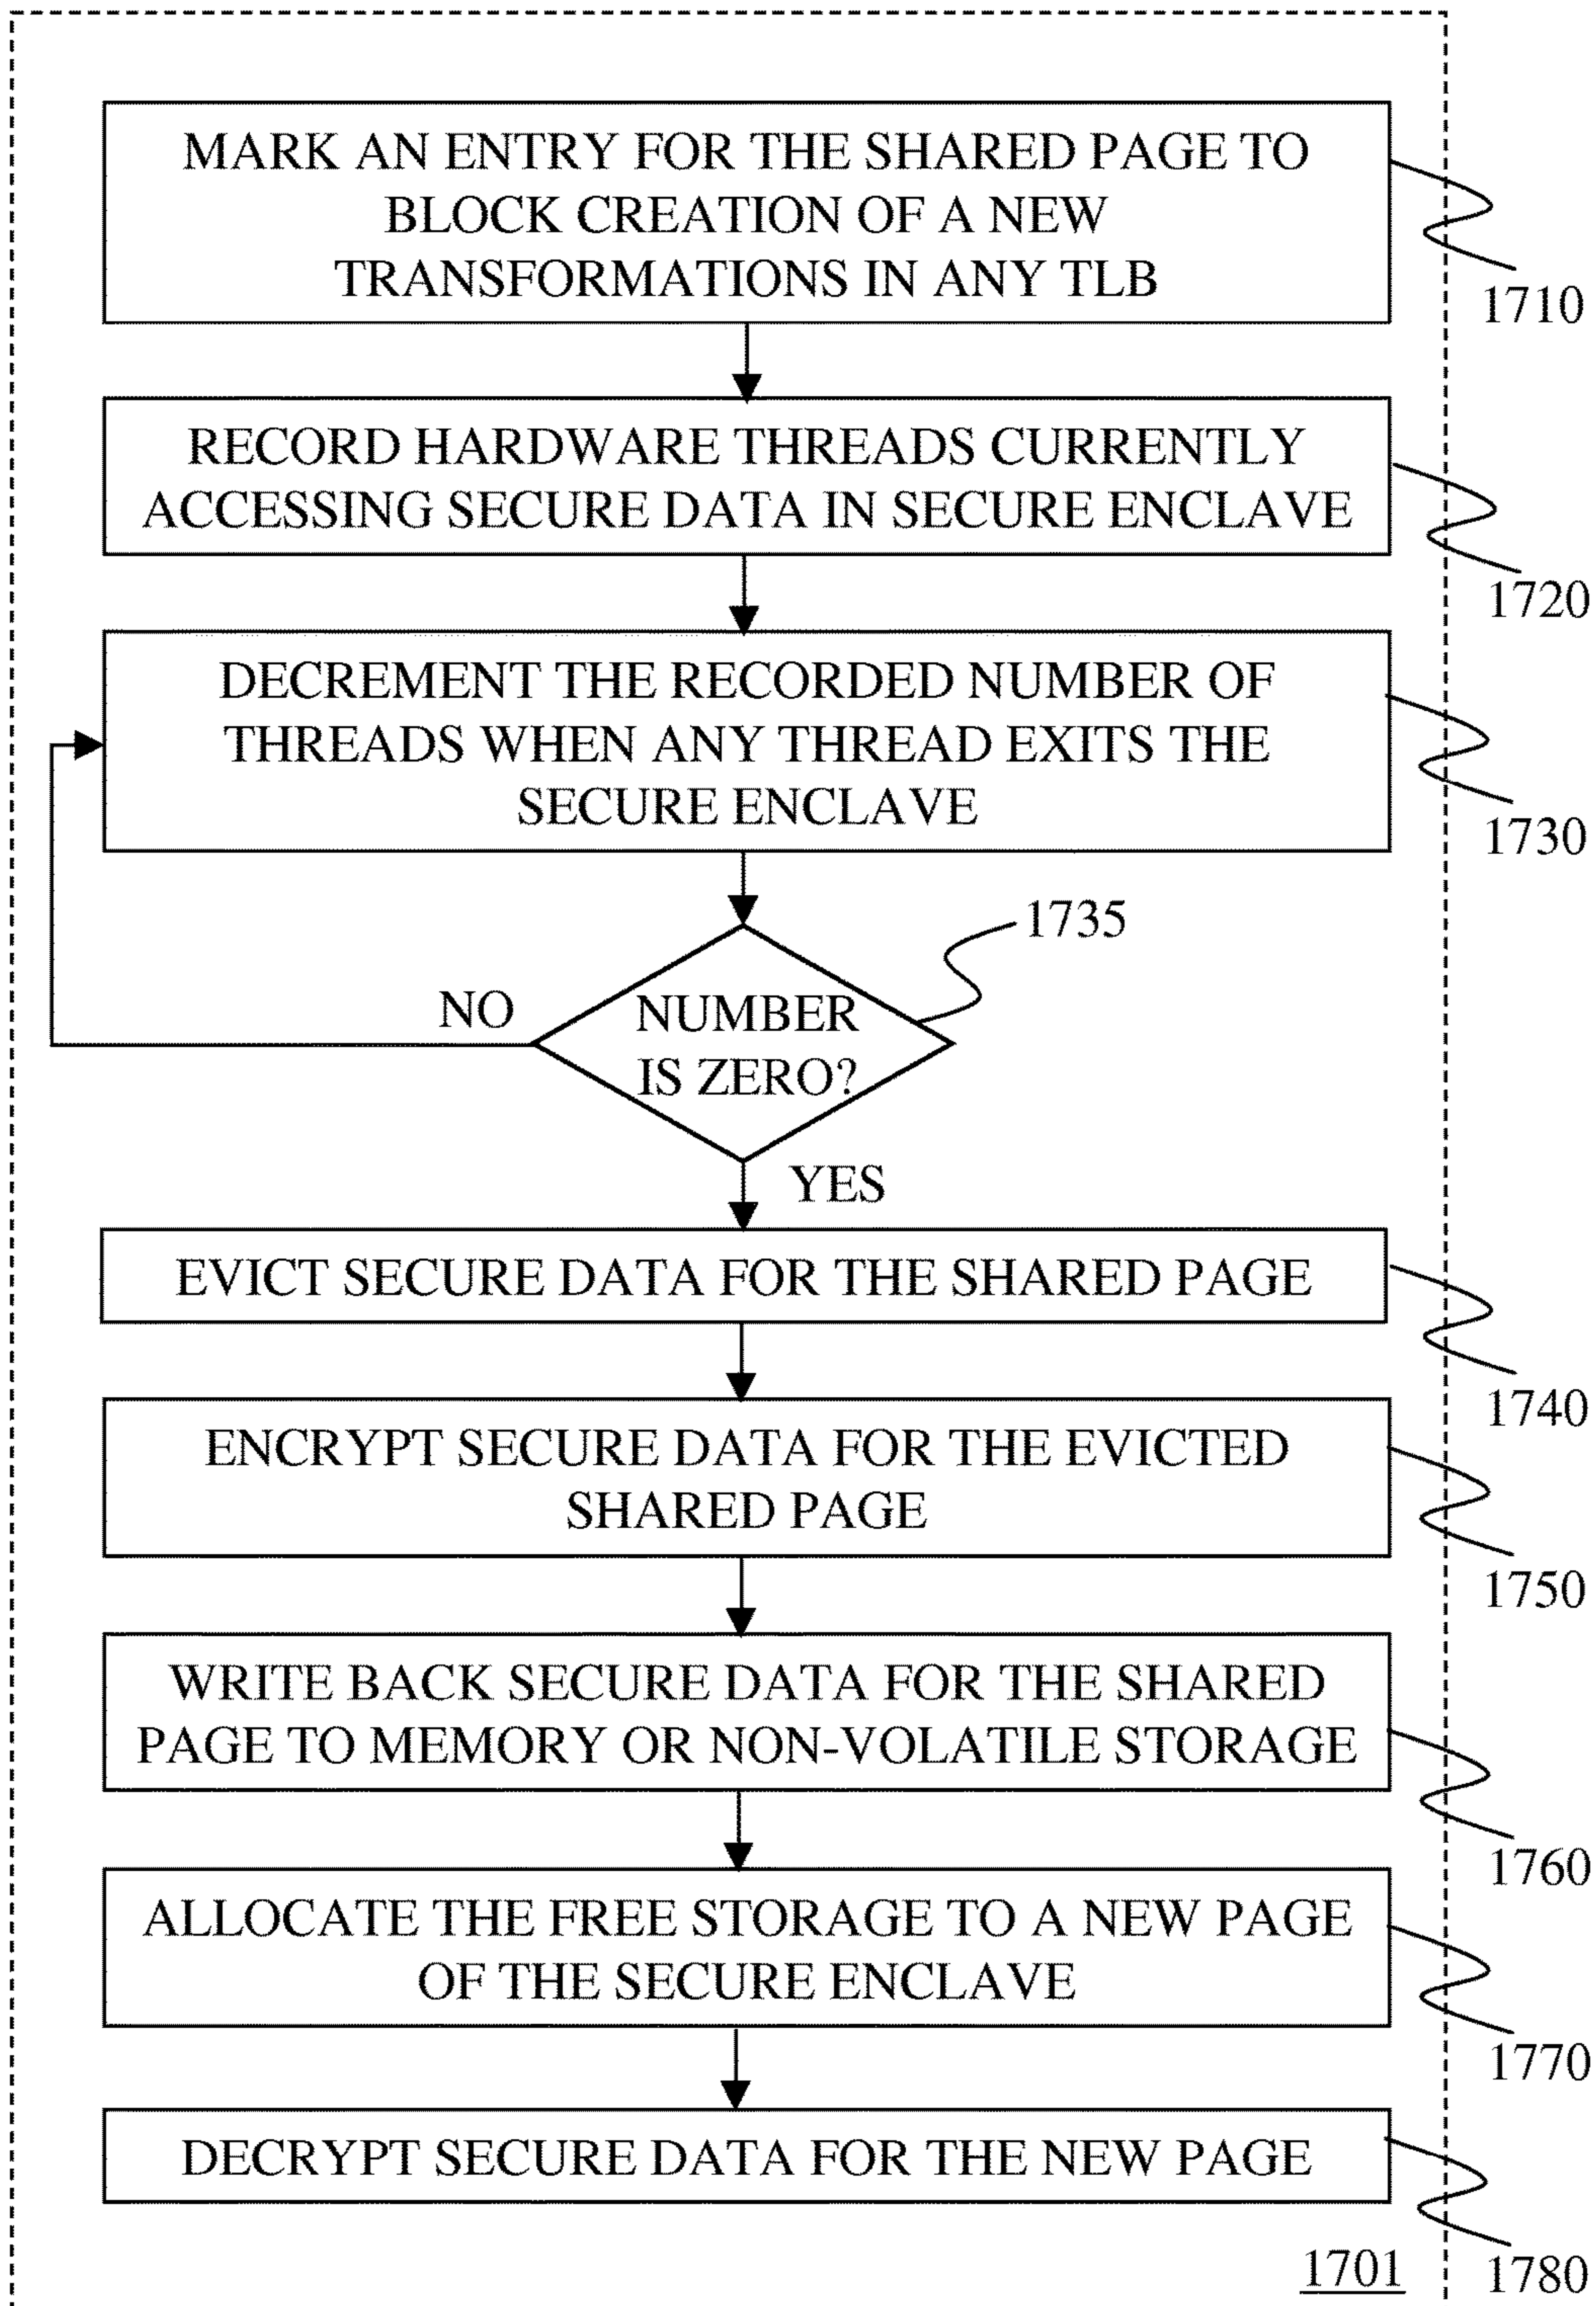 MARK AN ENTRY FOR THE SHARED PAGE TO
BLOCK CREATION OF A NEW
TRANSFORMATIONS IN ANY TLB
1710
RECORD HARDWARE THREADS CURRENTLY
ACCESSING SECURE DATA IN SECURE ENCLAVE
1720
DECREMENT THE RECORDED NUMBER OF
THREADS WHEN ANY THREAD EXITS THE
SECURE ENCLAVE
1730
1735
NO
NUMBER
IS ZERO?
YES
EVICT SECURE DATA FOR THE SHARED PAGE
1740
ENCRYPT SECURE DATA FOR THE EVICTED
SHARED PAGE
1750
WRITE BACK SECURE DATA FOR THE SHARED
PAGE TO MEMORY OR NON-VOLATILE STORAGE
1760
ALLOCATE THE FREE STORAGE TO A NEW PAGE
OF THE SECURE ENCLAVE
1770
DECRYPT SECURE DATA FOR THE NEW PAGE
1780
1701